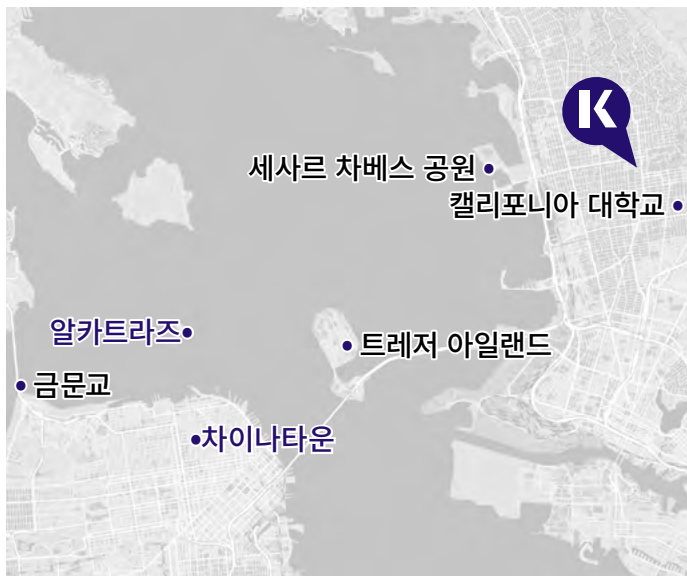 K
세사르 차베스 공원
캘리포니아 대학교
알카트라즈
트레저 아일랜드
금문교
차이나타운